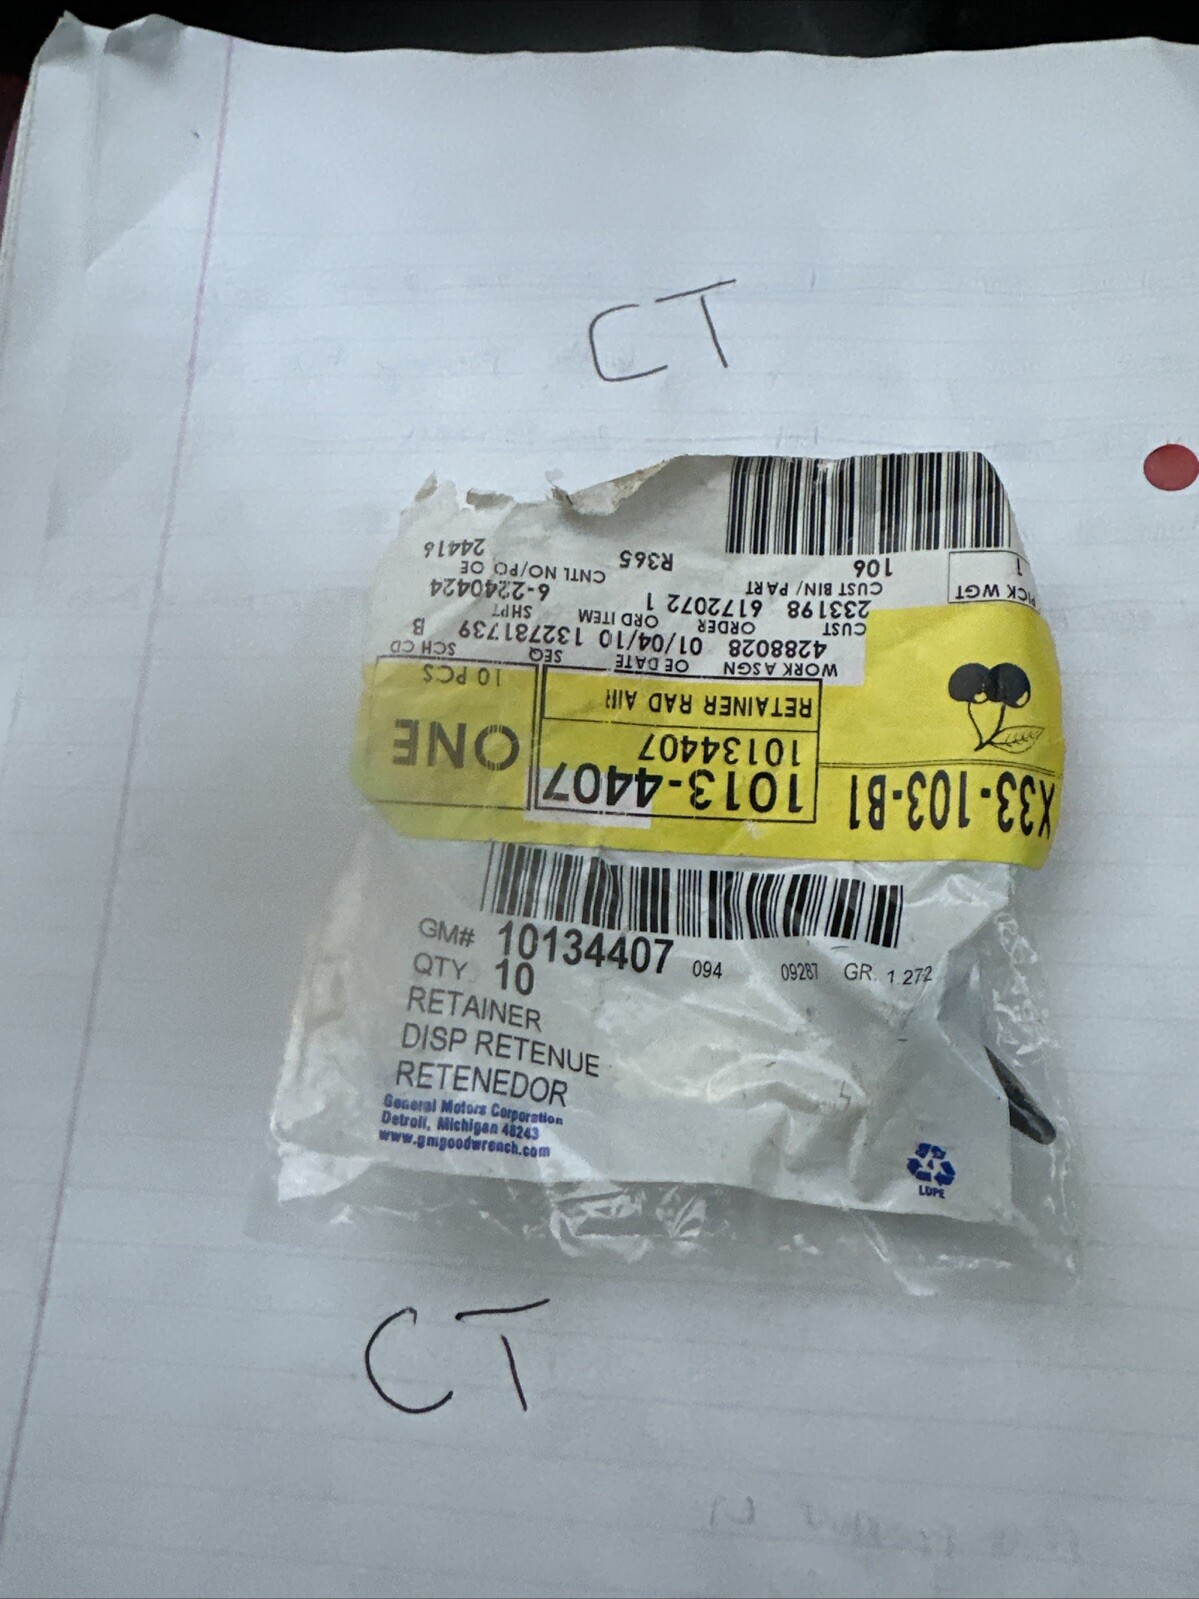 CT
PICK WGT
1
106
R365
24416
CUST BIN/PART
CNTL NO/PO OE
233198 6172072 1
6-2240424
CUST
ORDER
ORD ITEM
SHPT
4288028 01/04/10 132781739 B
WORK ASGN
OE DATE
SEQ
SCH CD
X33-103-B1
1013-4407
10134407
RETAINER RAD AIR
ONE
10 PCS
GM# 10134407 094 09287 GR. 1.272
QTY 10
RETAINER
DISP RETENUE
RETENEDOR
General Motors Corporation
Detroit, Michigan 48243
www.gmgoodwrench.com
4
LDPE
CT